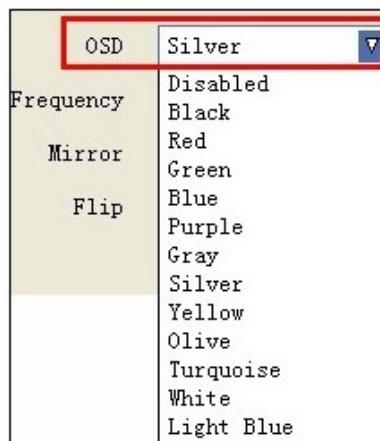 OSD Silver
Disabled
Frequency
Black
Red
Mirror
Green
Blue
Flip
Purple
Gray
Silver
Yellow
Olive
Turquoise
White
Light Blue